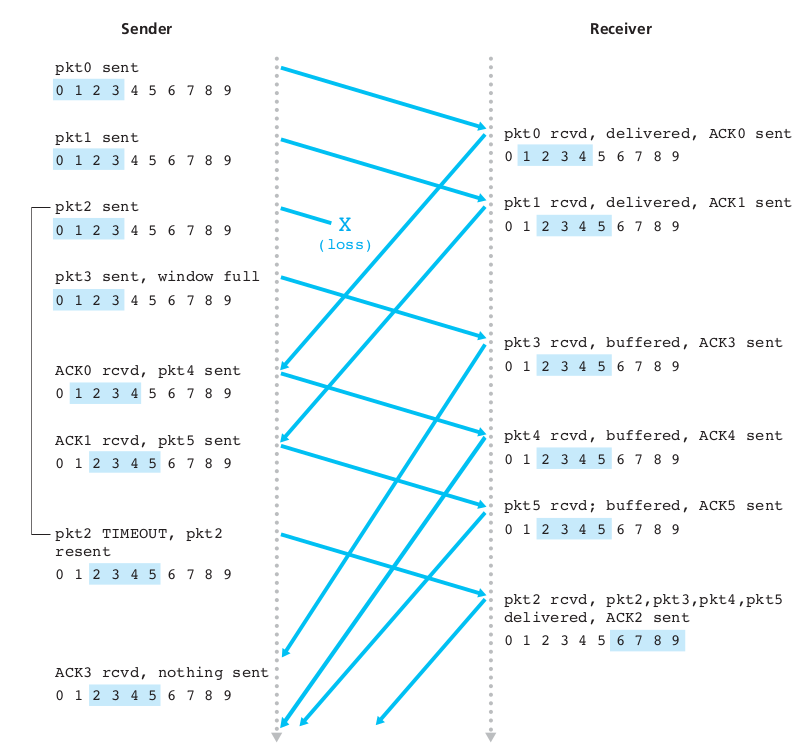 Sender
Receiver
pkt0 sent
0 1 2 3 4 5 6 7 8 9
pkt0 rcvd, delivered, ACK0 sent
0 1 2 3 4 5 6 7 8 9
pkt1 sent
0 1 2 3 4 5 6 7 8 9
pkt1 rcvd, delivered, ACK1 sent
0 1 2 3 4 5 6 7 8 9
pkt2 sent
0 1 2 3 4 5 6 7 8 9
X
(loss)
pkt3 sent, window full
0 1 2 3 4 5 6 7 8 9
pkt3 rcvd, buffered, ACK3 sent
0 1 2 3 4 5 6 7 8 9
ACK0 rcvd, pkt4 sent
0 1 2 3 4 5 6 7 8 9
pkt4 rcvd, buffered, ACK4 sent
0 1 2 3 4 5 6 7 8 9
ACK1 rcvd, pkt5 sent
0 1 2 3 4 5 6 7 8 9
pkt5 rcvd; buffered, ACK5 sent
0 1 2 3 4 5 6 7 8 9
pkt2 TIMEOUT, pkt2
resent
0 1 2 3 4 5 6 7 8 9
pkt2 rcvd, pkt2,pkt3,pkt4,pkt5
delivered, ACK2 sent
0 1 2 3 4 5 6 7 8 9
ACK3 rcvd, nothing sent
0 1 2 3 4 5 6 7 8 9